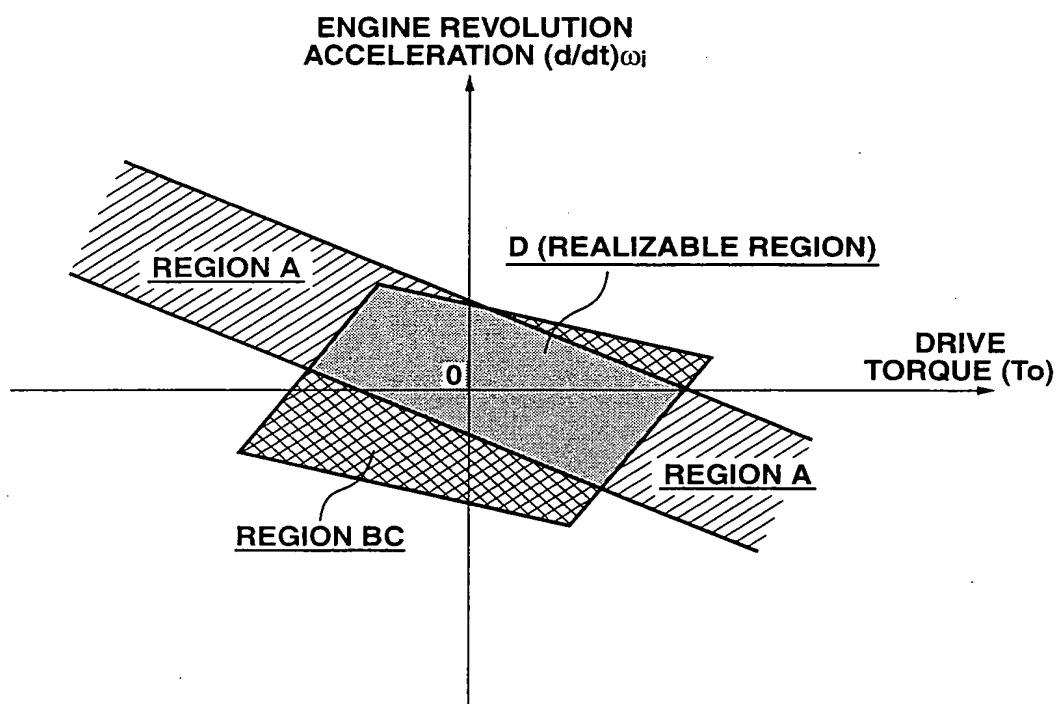 ENGINE REVOLUTION
ACCELERATION (d/dt)ωi
D (REALIZABLE REGION)
REGION A
DRIVE
TORQUE (To)
0
REGION A
REGION BC